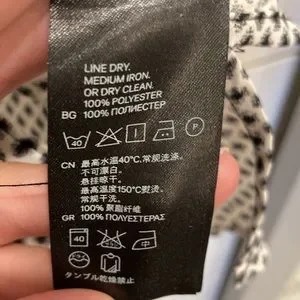 LINE DRY.
MEDIUM IRON.
OR DRY CLEAN.
100% POLYESTER
BG 100% ПОЛИЕСТЕР
40 P
CN 最高水温40℃. 常规洗涤.
不可漂白.
悬挂晾干.
最高温度150℃熨烫.
常规干洗.
100% 聚酯纤维
GR 100% ΠΟΛΥΕΣΤΕΡΑΣ
40 中
タンブル乾燥禁止